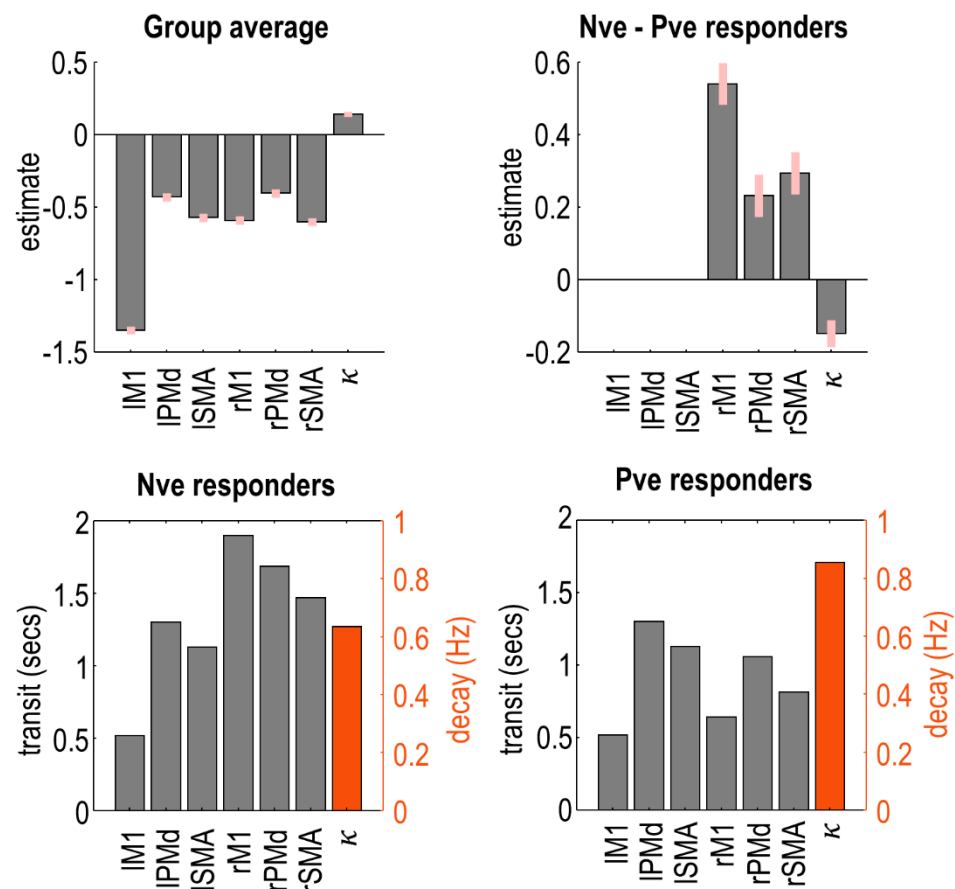 Group average
0.5
0
-0.5
-1
-1.5
estimate
lM1
lPMd
lSMA
rM1
rPMd
rSMA
κ
Nve - Pve responders
0.6
0.4
0.2
0
-0.2
estimate
lM1
lPMd
lSMA
rM1
rPMd
rSMA
κ
Nve responders
2
1.5
1
0.5
0
transit (secs)
1
0.8
0.6
0.4
0.2
0
decay (Hz)
lM1
lPMd
lSMA
rM1
rPMd
rSMA
κ
Pve responders
2
1.5
1
0.5
0
transit (secs)
1
0.8
0.6
0.4
0.2
0
decay (Hz)
lM1
lPMd
lSMA
rM1
rPMd
rSMA
κ